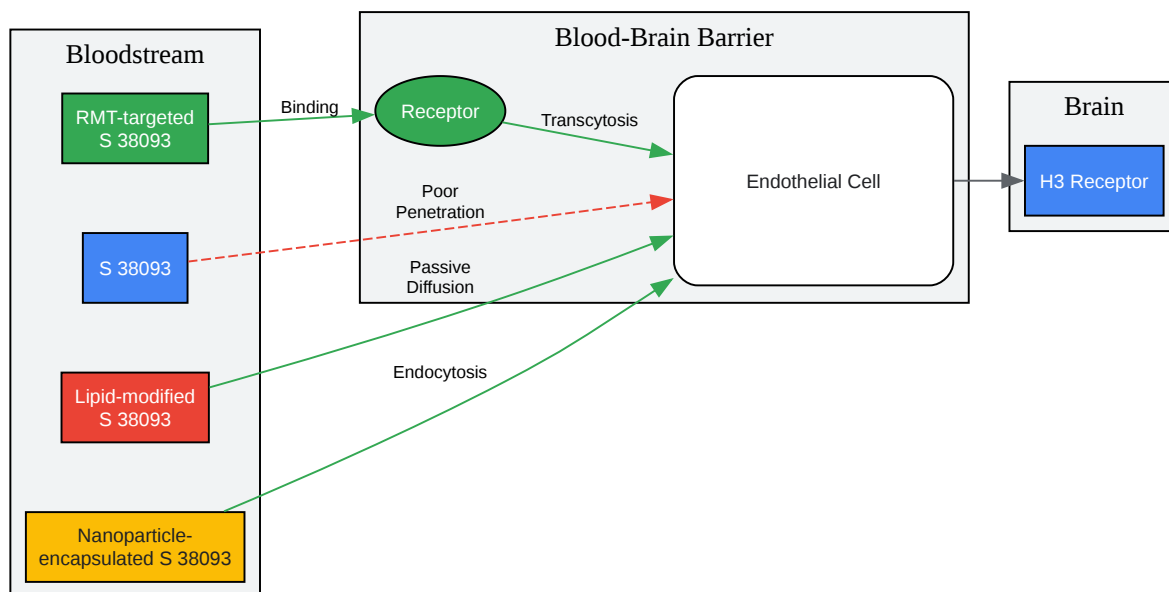 Bloodstream
RMT-targeted
S 38093
S 38093
Lipid-modified
S 38093
Nanoparticle-
encapsulated S 38093
Binding
Blood-Brain Barrier
Receptor
Transcytosis
Poor
Penetration
Passive
Diffusion
Endocytosis
Endothelial Cell
Brain
H3 Receptor